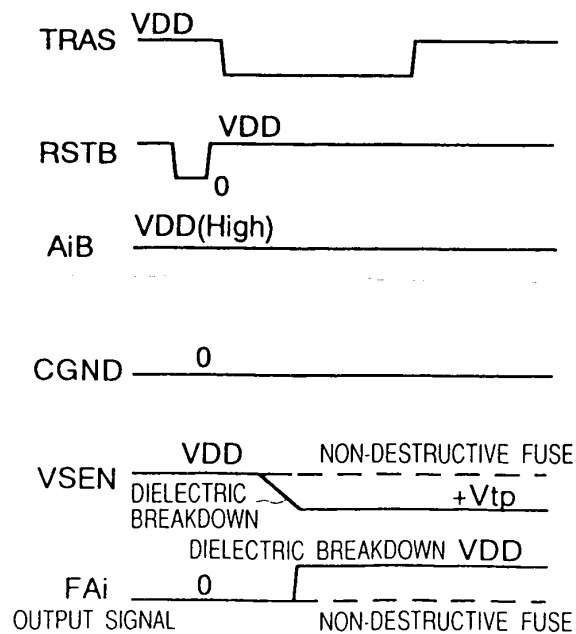 VDD
TRAS
VDD
RSTB
0
VDD(High)
AiB
0
CGND
VDD NON-DESTRUCTIVE FUSE
VSEN
DIELECTRIC
BREAKDOWN
+Vtp
DIELECTRIC BREAKDOWN VDD
FAi 0
OUTPUT SIGNAL NON-DESTRUCTIVE FUSE